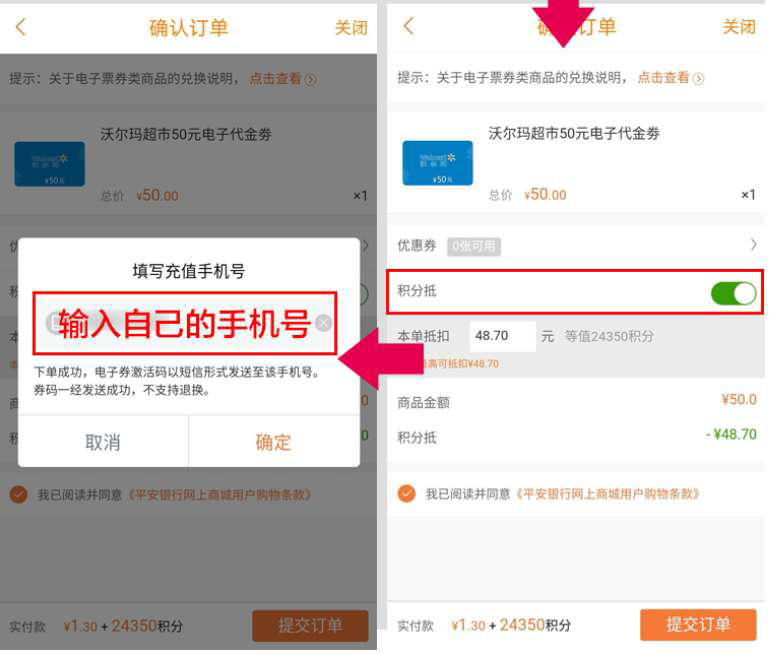 确认订单
关闭
提示：关于电子票券类商品的兑换说明， 点击查看
沃尔玛超市50元电子代金券
¥50元
总价 ¥50.00
×1
填写充值手机号
输入自己的手机号
下单成功，电子券激活码以短信形式发送至该手机号。
券码一经发送成功，不支持退换。
取消
确定
我已阅读并同意《平安银行网上商城用户购物条款》
实付款 ¥1.30 + 24350积分
提交订单
确认订单
关闭
提示：关于电子票券类商品的兑换说明， 点击查看
沃尔玛超市50元电子代金券
Walmart
¥50元
总价 ¥50.00
×1
优惠券 0张可用
积分抵
本单抵扣 48.70 元 等值24350积分
最高可抵扣¥48.70
商品金额 ¥50.0
积分抵 - ¥48.70
我已阅读并同意《平安银行网上商城用户购物条款》
实付款 ¥1.30 + 24350积分
提交订单